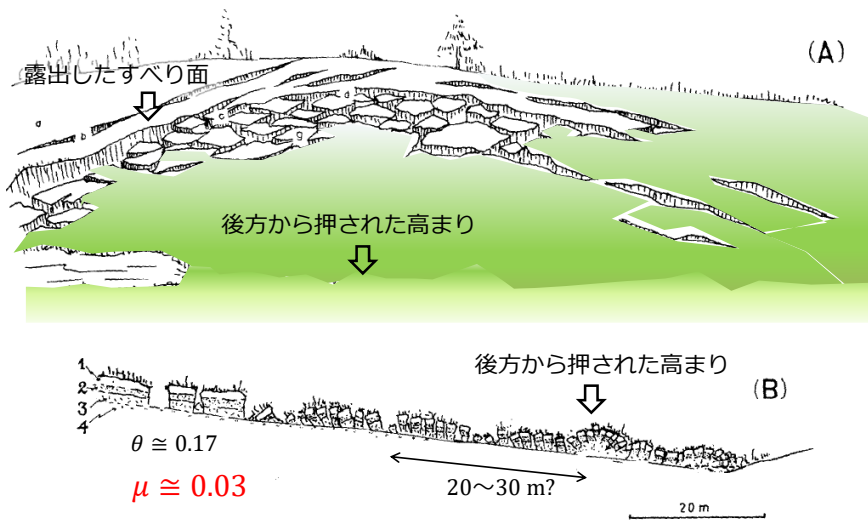 (A)
露出したすべり面
a
b
c
d
g
後方から押された高まり
後方から押された高まり
(B)
1
2
3
4
θ ≅ 0.17
μ ≅ 0.03
20～30 m?
20 m